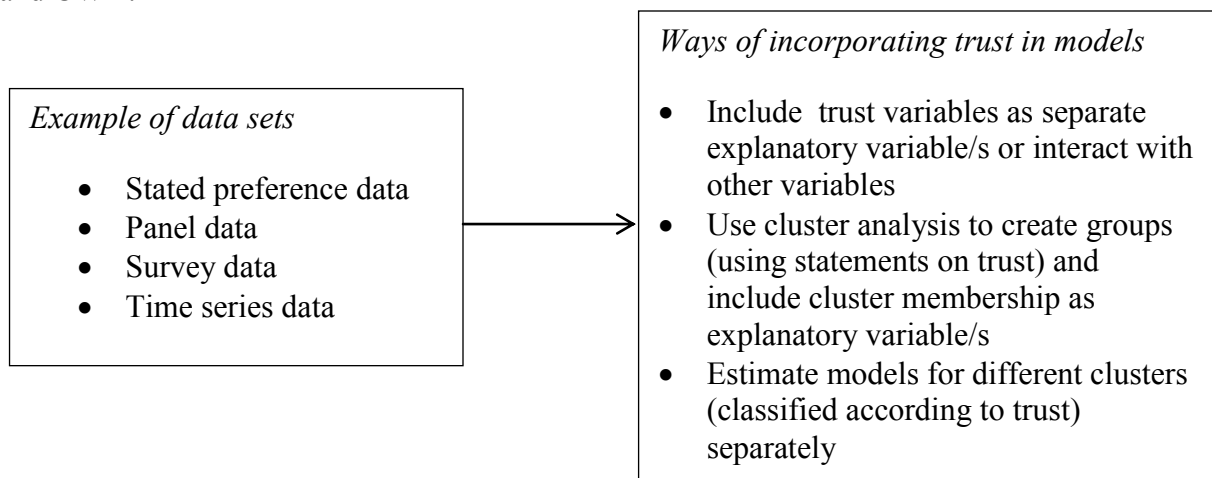 Example of data sets
• Stated preference data
• Panel data
• Survey data
• Time series data
Ways of incorporating trust in models
• Include trust variables as separate
explanatory variable/s or interact with
other variables
• Use cluster analysis to create groups
(using statements on trust) and
include cluster membership as
explanatory variable/s
• Estimate models for different clusters
(classified according to trust)
separately